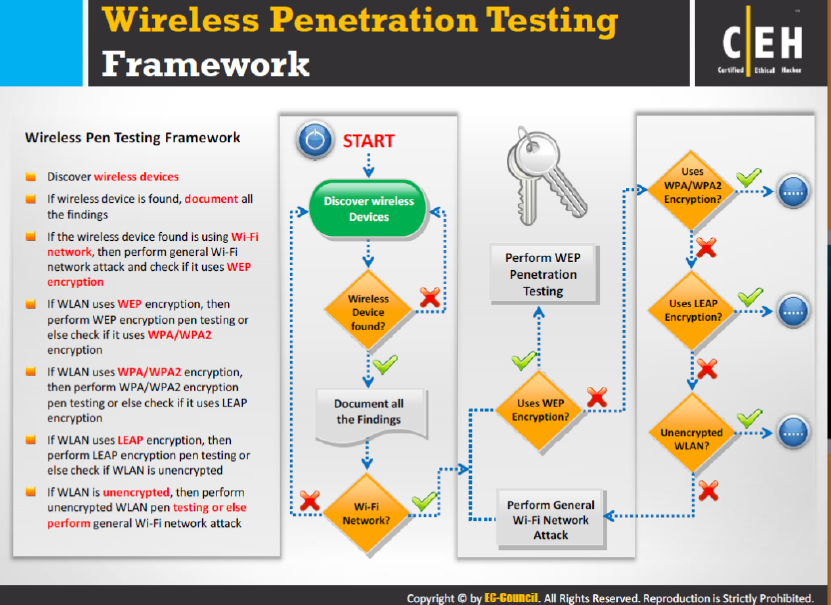 Wireless Penetration Testing
Framework
C|EH
Certified Ethical Hacker
Wireless Pen Testing Framework
Discover wireless devices
If wireless device is found, document all
the findings
If the wireless device found is using Wi-Fi
network, then perform general Wi-Fi
network attack and check if it uses WEP
encryption
If WLAN uses WEP encryption, then
perform WEP encryption pen testing or
else check if it uses WPA/WPA2
encryption
If WLAN uses WPA/WPA2 encryption,
then perform WPA/WPA2 encryption
pen testing or else check if it uses LEAP
encryption
If WLAN uses LEAP encryption, then
perform LEAP encryption pen testing or
else check if WLAN is unencrypted
If WLAN is unencrypted, then perform
unencrypted WLAN pen testing or else
perform general Wi-Fi network attack
START
Discover wireless
Devices
Wireless
Device
found?
Document all
the Findings
Wi-Fi
Network?
Perform WEP
Penetration
Testing
Uses WEP
Encryption?
Perform General
Wi-Fi Network
Attack
Uses
WPA/WPA2
Encryption?
Uses LEAP
Encryption?
Unencrypted
WLAN?
Copyright © by EC-Council. All Rights Reserved. Reproduction is Strictly Prohibited.